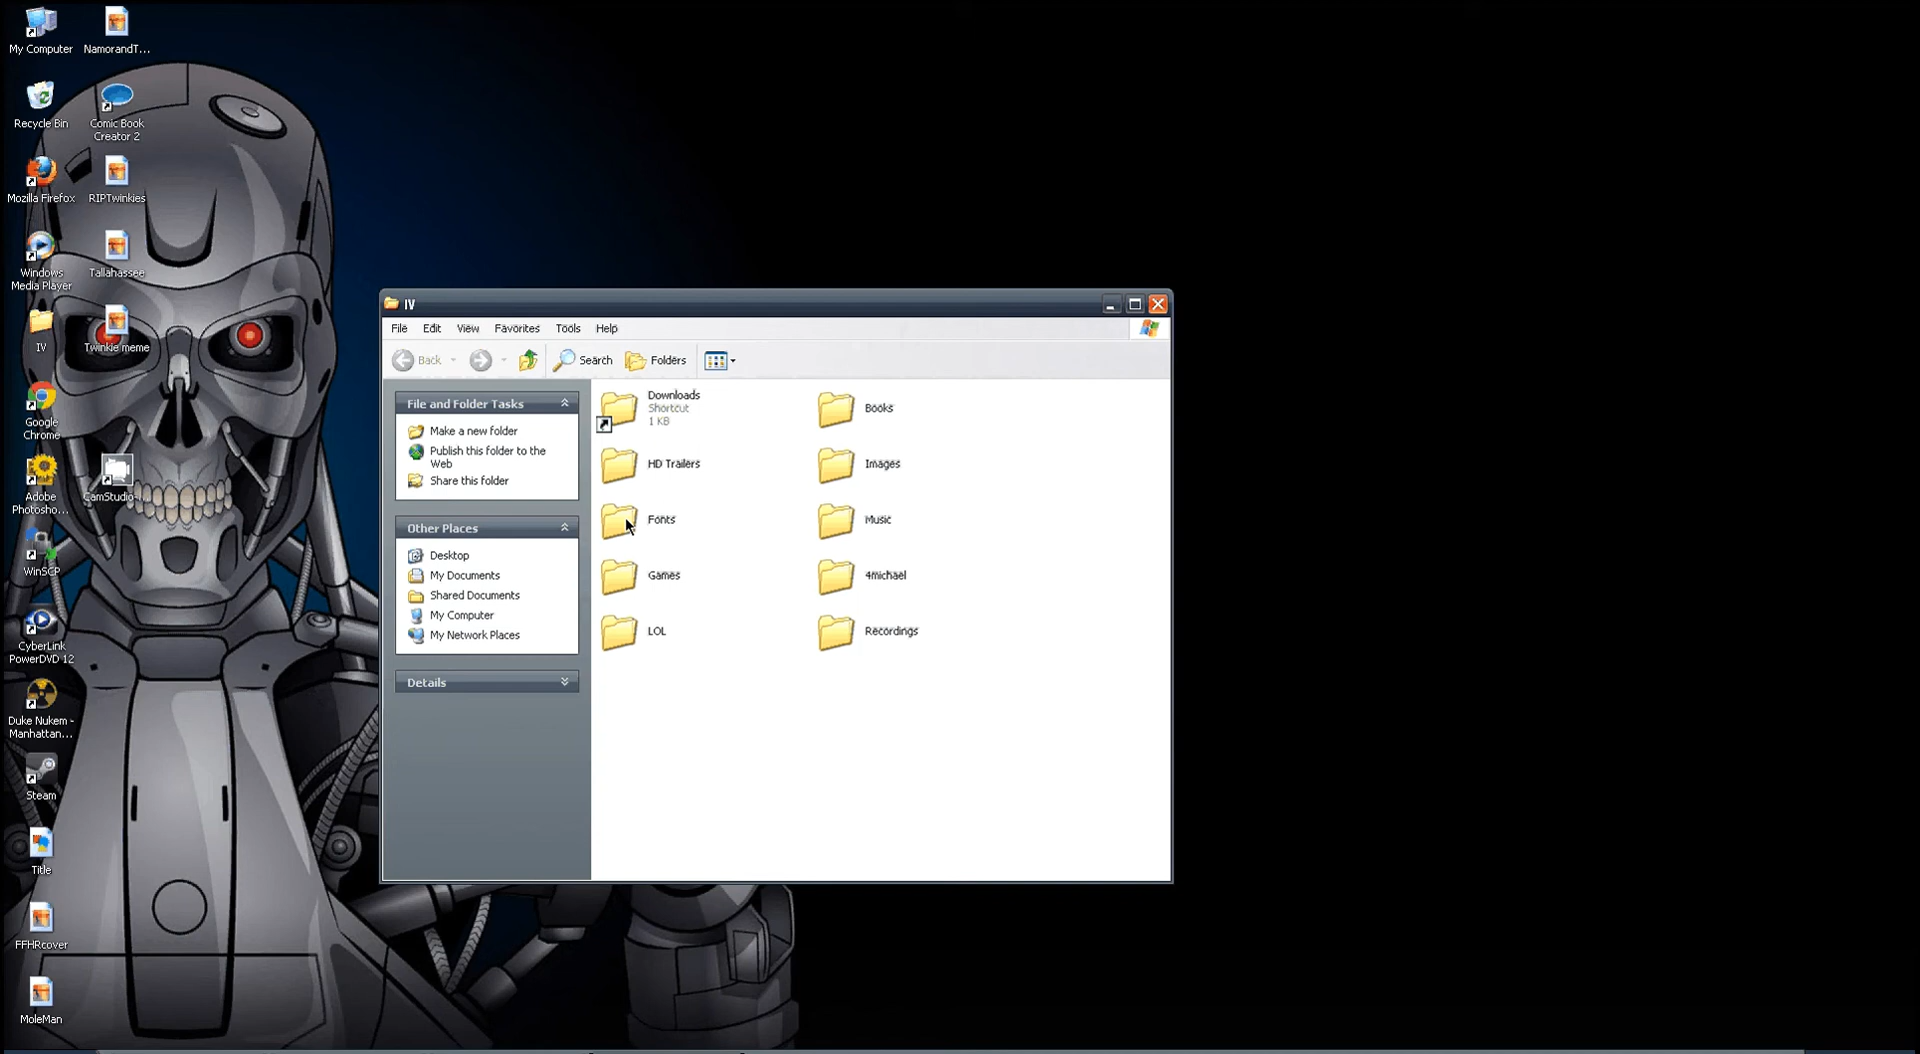 My Computer
NamorandT...
Recycle Bin
Comic Book
Creator 2
Mozilla Firefox
RIPTwinkies
Windows
Media Player
Tallahassee
IV
Twinkie meme
Google
Chrome
Adobe
Photosho...
CamStudio-...
WinSCP
CyberLink
PowerDVD 12
Duke Nukem -
Manhattan...
Steam
Title
FFHRcover
MoleMan
IV
File Edit View Favorites Tools Help
Back Search Folders
File and Folder Tasks
Make a new folder
Publish this folder to the
Web
Share this folder
Other Places
Desktop
My Documents
Shared Documents
My Computer
My Network Places
Details
Downloads
Shortcut
1 KB
Books
HD Trailers
Images
Fonts
Music
Games
4michael
LOL
Recordings